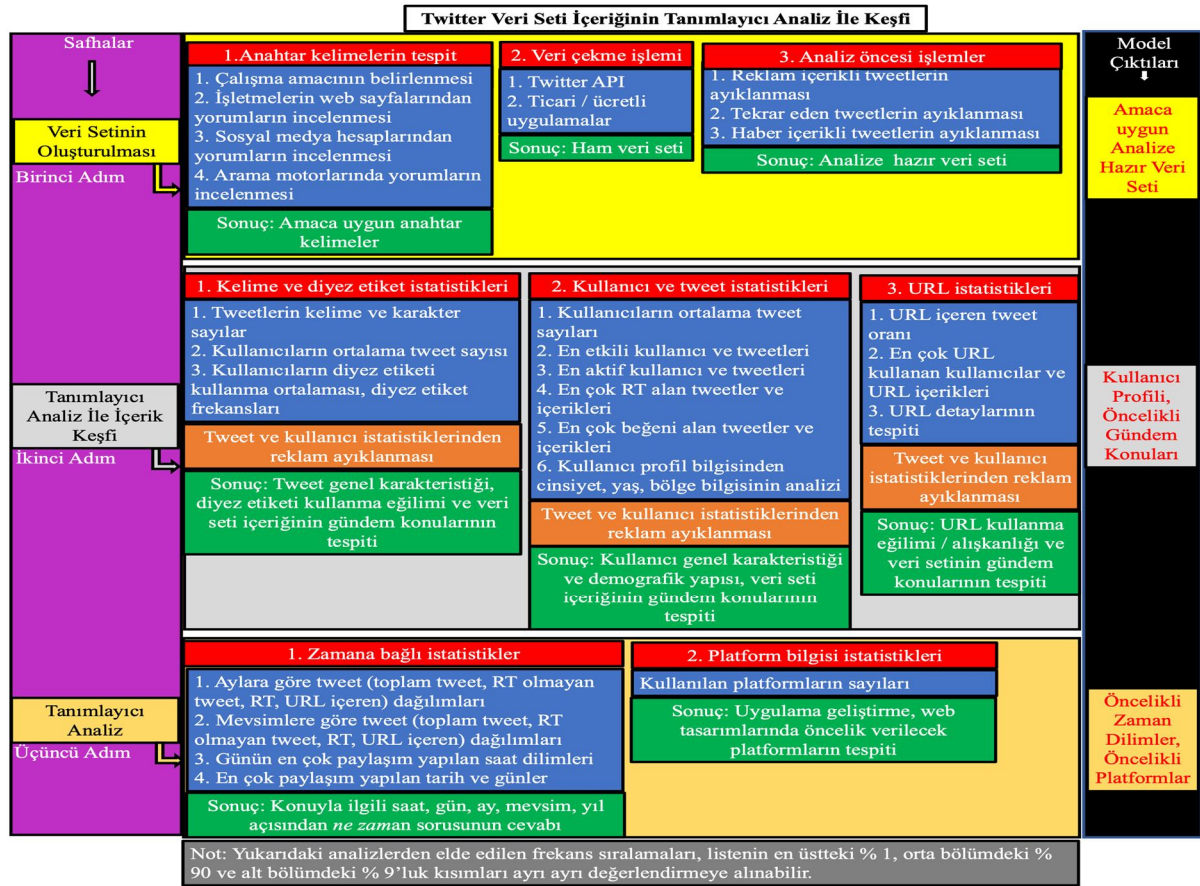 Twitter Veri Seti İçeriğinin Tanımlayıcı Analiz İle Keşfi
Safhalar
Veri Setinin
Oluşturulması
Birinci Adım
1.Anahtar kelimelerin tespit
1. Çalışma amacının belirlenmesi
2. İşletmelerin web sayfalarından
yorumların incelenmesi
3. Sosyal medya hesaplarından
yorumların incelenmesi
4. Arama motorlarında yorumların
incelenmesi
Sonuç: Amaca uygun anahtar
kelimeler
2. Veri çekme işlemi
1. Twitter API
2. Ticari / ücretli
uygulamalar
Sonuç: Ham veri seti
3. Analiz öncesi işlemler
1. Reklam içerikli tweetlerin
ayıklanması
2. Tekrar eden tweetlerin ayıklanması
3. Haber içerikli tweetlerin ayıklanması
Sonuç: Analize hazır veri seti
Model
Çıktıları
Amaca
uygun
Analize
Hazır Veri
Seti
Tanımlayıcı
Analiz İle İçerik
Keşfi
İkinci Adım
1. Kelime ve diyez etiket istatistikleri
1. Tweetlerin kelime ve karakter
sayılar
2. Kullanıcıların ortalama tweet sayısı
3. Kullanıcıların diyez etiketi
kullanma ortalaması, diyez etiket
frekansları
Tweet ve kullanıcı istatistiklerinden
reklam ayıklanması
Sonuç: Tweet genel karakteristiği,
diyez etiketi kullanma eğilimi ve veri
seti içeriğinin gündem konularının
tespiti
2. Kullanıcı ve tweet istatistikleri
1. Kullanıcıların ortalama tweet
sayıları
2. En etkili kullanıcı ve tweetleri
3. En aktif kullanıcı ve tweetleri
4. En çok RT alan tweetler ve
içerikleri
5. En çok beğeni alan tweetler ve
içerikleri
6. Kullanıcı profil bilgisinden
cinsiyet, yaş, bölge bilgisinin analizi
Tweet ve kullanıcı istatistiklerinden
reklam ayıklanması
Sonuç: Kullanıcı genel karakteristiği
ve demografik yapısı, veri seti
içeriğinin gündem konularının
tespiti
3. URL istatistikleri
1. URL içeren tweet
oranı
2. En çok URL
kullanan kullanıcılar ve
URL içerikleri
3. URL detaylarının
tespiti
Tweet ve kullanıcı
istatistiklerinden reklam
ayıklanması
Sonuç: URL kullanma
eğilimi / alışkanlığı ve
veri setinin gündem
konularının tespiti
Kullanıcı
Profili,
Öncelikli
Gündem
Konuları
Tanımlayıcı
Analiz
Üçüncü Adım
1. Zamana bağlı istatistikler
1. Aylara göre tweet (toplam tweet, RT olmayan
tweet, RT, URL içeren) dağılımları
2. Mevsimlere göre tweet (toplam tweet, RT
olmayan tweet, RT, URL içeren) dağılımları
3. Günün en çok paylaşım yapılan saat dilimleri
4. En çok paylaşım yapılan tarih ve günler
Sonuç: Konuyla ilgili saat, gün, ay, mevsim, yıl
açısından ne zaman sorusunun cevabı
2. Platform bilgisi istatistikleri
Kullanılan platformların sayıları
Sonuç: Uygulama geliştirme, web
tasarımlarında öncelik verilecek
platformların tespiti
Öncelikli
Zaman
Dilimler,
Öncelikli
Platformlar
Not: Yukarıdaki analizlerden elde edilen frekans sıralamaları, listenin en üstteki % 1, orta bölümdeki %
90 ve alt bölümdeki % 9’luk kısımları ayrı ayrı değerlendirmeye alınabilir.